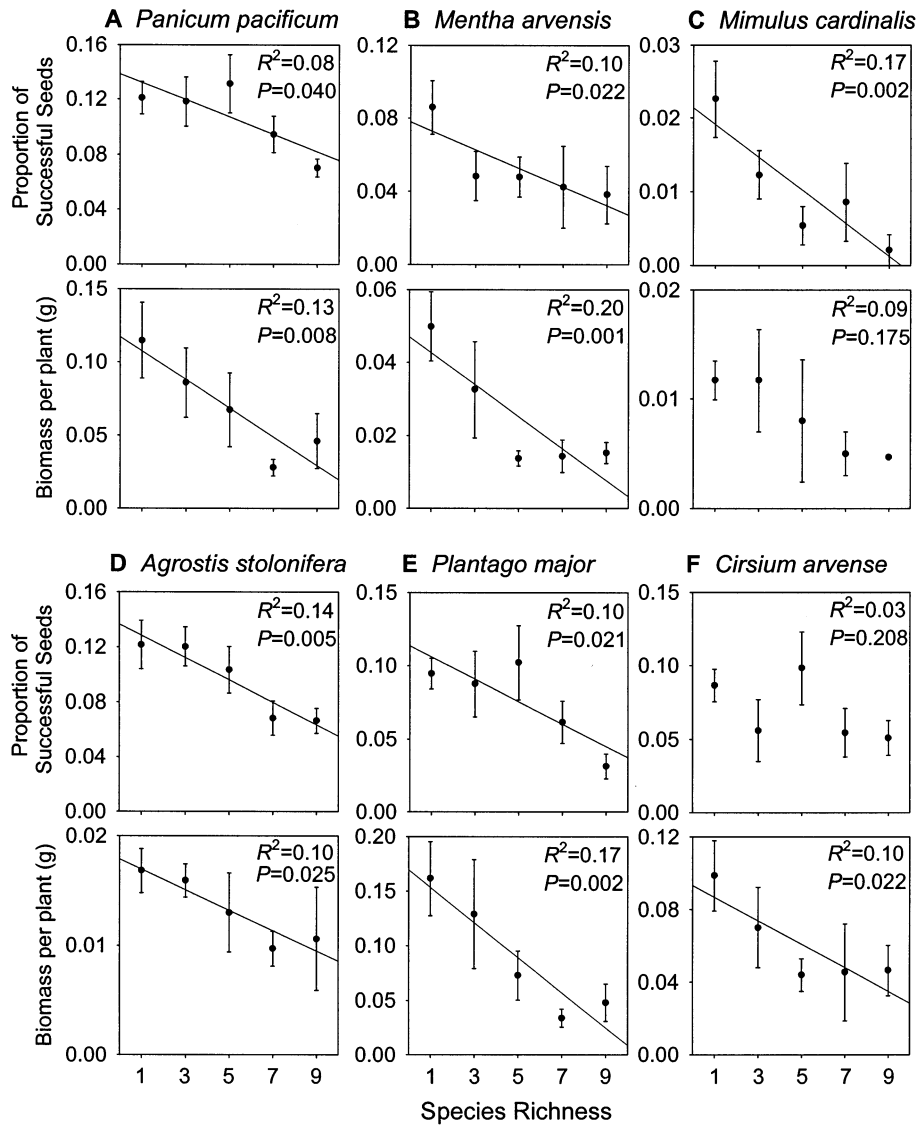 A Panicum pacificum
B Mentha arvensis
C Mimulus cardinalis
Proportion of
Successful Seeds
0.16
0.12
0.08
0.04
0.00
R²=0.08
P=0.040
0.12
0.08
0.04
0.00
R²=0.10
P=0.022
0.03
0.02
0.01
0.00
R²=0.17
P=0.002
Biomass per plant (g)
0.15
0.10
0.05
0.00
R²=0.13
P=0.008
0.06
0.04
0.02
0.00
R²=0.20
P=0.001
0.02
0.01
0.00
R²=0.09
P=0.175
D Agrostis stolonifera
E Plantago major
F Cirsium arvense
Proportion of
Successful Seeds
0.16
0.12
0.08
0.04
0.00
R²=0.14
P=0.005
0.15
0.10
0.05
0.00
R²=0.10
P=0.021
0.15
0.10
0.05
0.00
R²=0.03
P=0.208
Biomass per plant (g)
0.02
0.01
0.00
R²=0.10
P=0.025
0.20
0.15
0.10
0.05
0.00
R²=0.17
P=0.002
0.12
0.08
0.04
0.00
R²=0.10
P=0.022
1 3 5 7 9
1 3 5 7 9
1 3 5 7 9
Species Richness